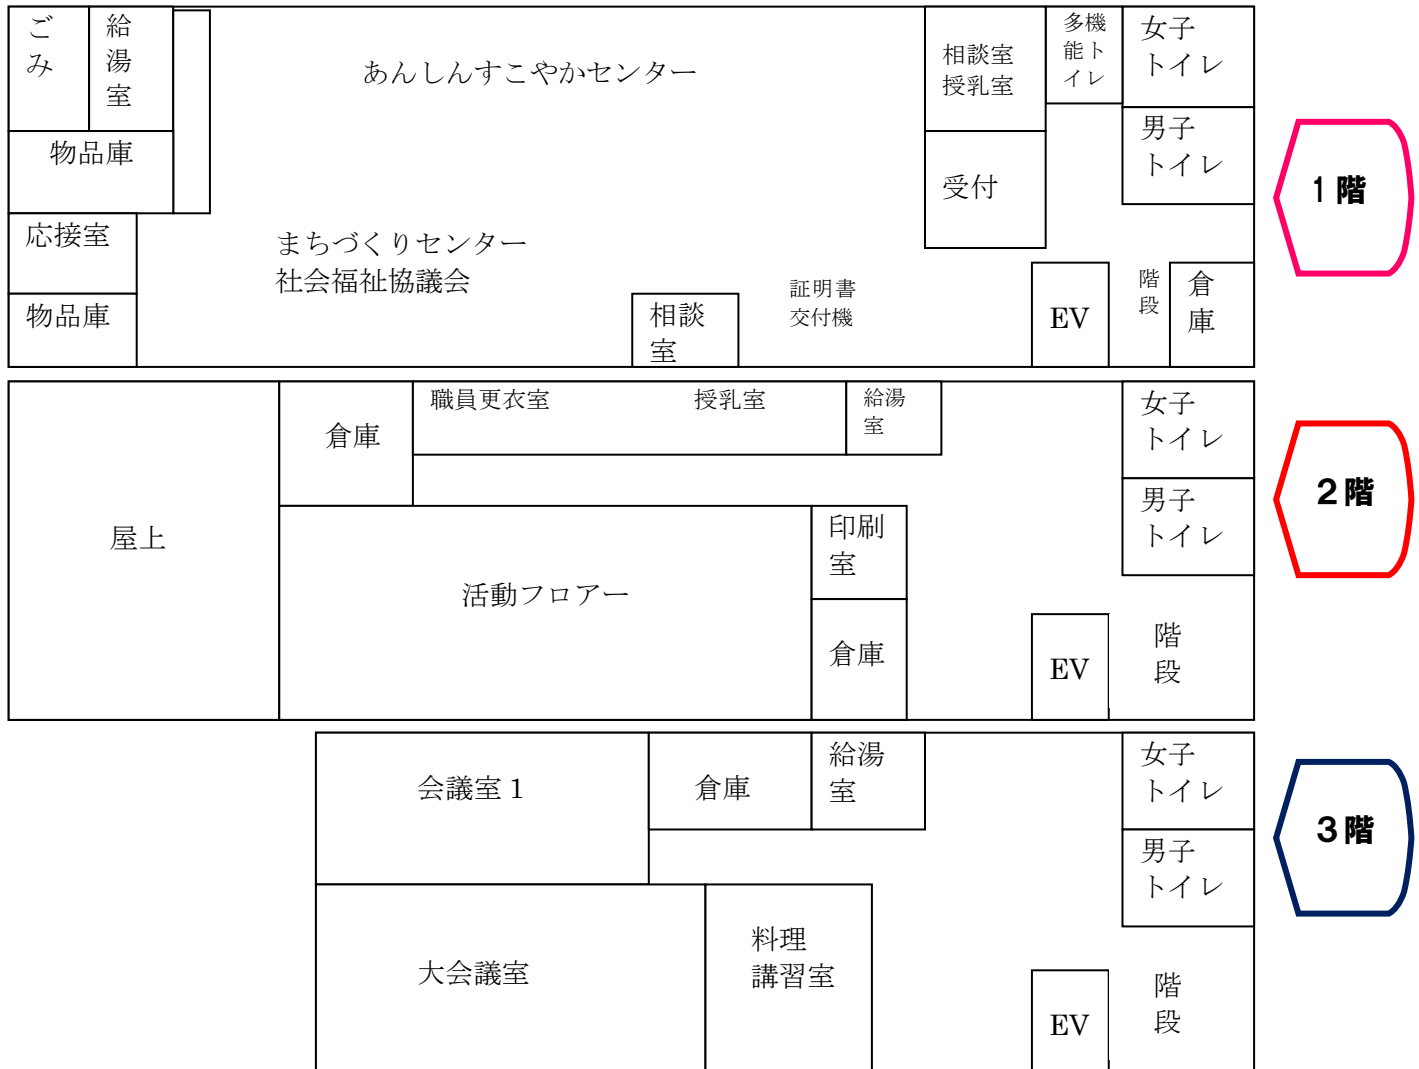 ごみ
給湯室
あんしんすこやかセンター
相談室
授乳室
多機
能ト
イレ
女子
トイレ
物品庫
男子
トイレ
受付
1階
応接室
まちづくりセンター
社会福祉協議会
物品庫
相談
室
証明書
交付機
EV
階段
倉庫
倉庫
職員更衣室
授乳室
給湯
室
女子
トイレ
男子
トイレ
2階
屋上
活動フロアー
印刷
室
倉庫
EV
階段
会議室1
倉庫
給湯
室
女子
トイレ
男子
トイレ
3階
大会議室
料理
講習室
EV
階段